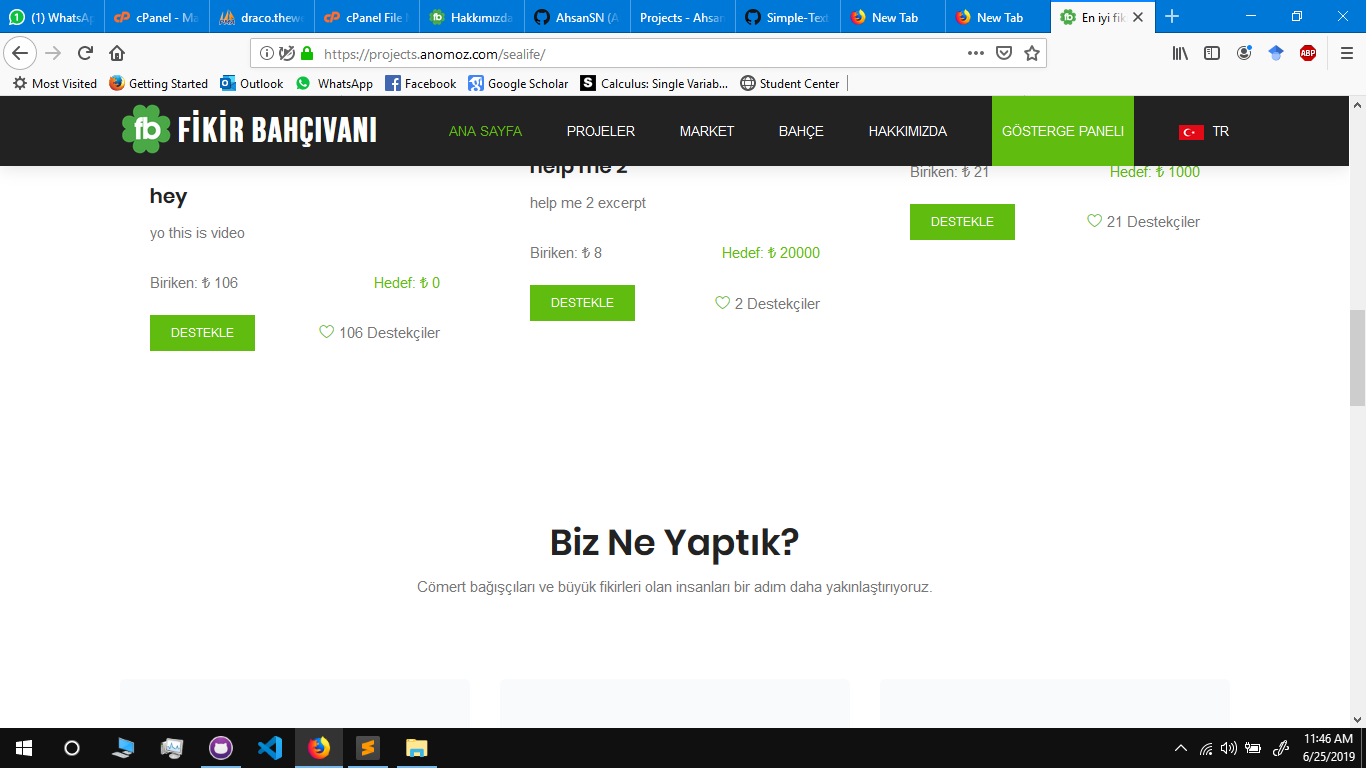 (1) WhatsA
cPanel - Ma
draco.thewe
cPanel File M
Hakkımızda
AhsanSN (A
Projects - Ahsan
Simple-Text
New Tab
New Tab
En iyi fik
https://projects.anomoz.com/sealife/
Most Visited Getting Started Outlook WhatsApp Facebook Google Scholar Calculus: Single Variab... Student Center
fb FİKİR BAHÇIVANI
ANA SAYFA PROJELER MARKET BAHÇE HAKKIMIZDA GÖSTERGE PANELI TR
hey
yo this is video
Biriken: ₺ 106 Hedef: ₺ 0
DESTEKLE 106 Destekçiler
help me 2
help me 2 excerpt
Biriken: ₺ 8 Hedef: ₺ 20000
DESTEKLE 2 Destekçiler
Biriken: ₺ 21 Hedef: ₺ 1000
DESTEKLE 21 Destekçiler
Biz Ne Yaptık?
Cömert bağışçıları ve büyük fikirleri olan insanları bir adım daha yakınlaştırıyoruz.
11:46 AM
6/25/2019